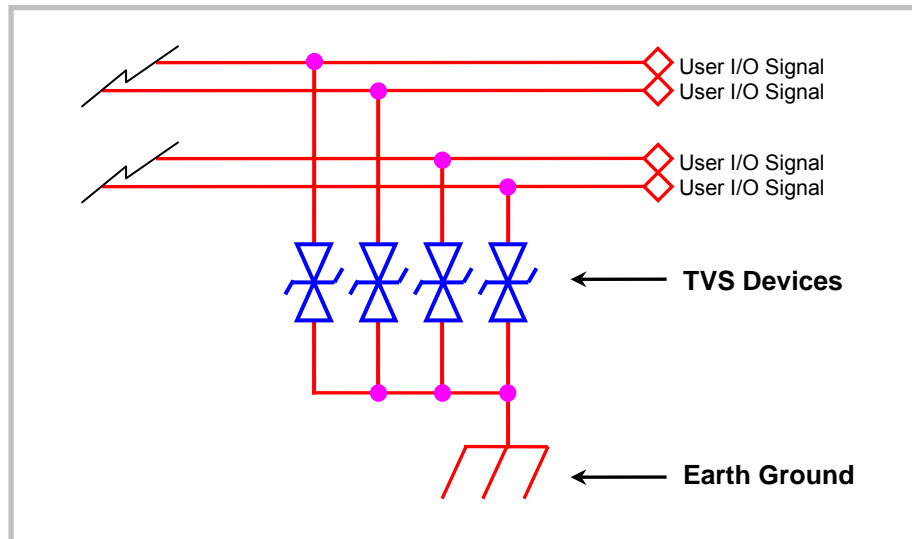 User I/O Signal
User I/O Signal
User I/O Signal
User I/O Signal
TVS Devices
Earth Ground